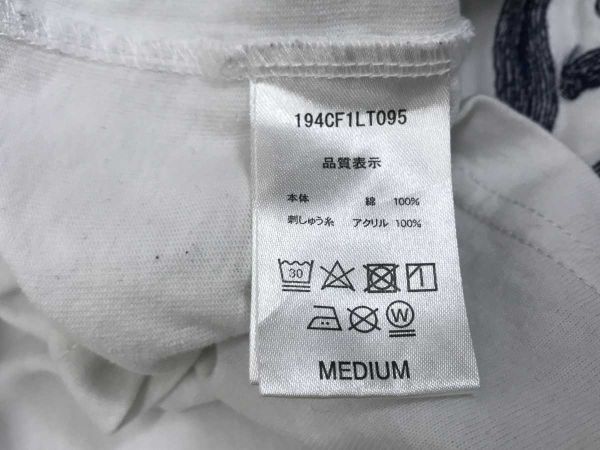 194CF1LT095
品質表示
本体 綿 100%
刺しゅう糸 アクリル 100%
30
W
MEDIUM